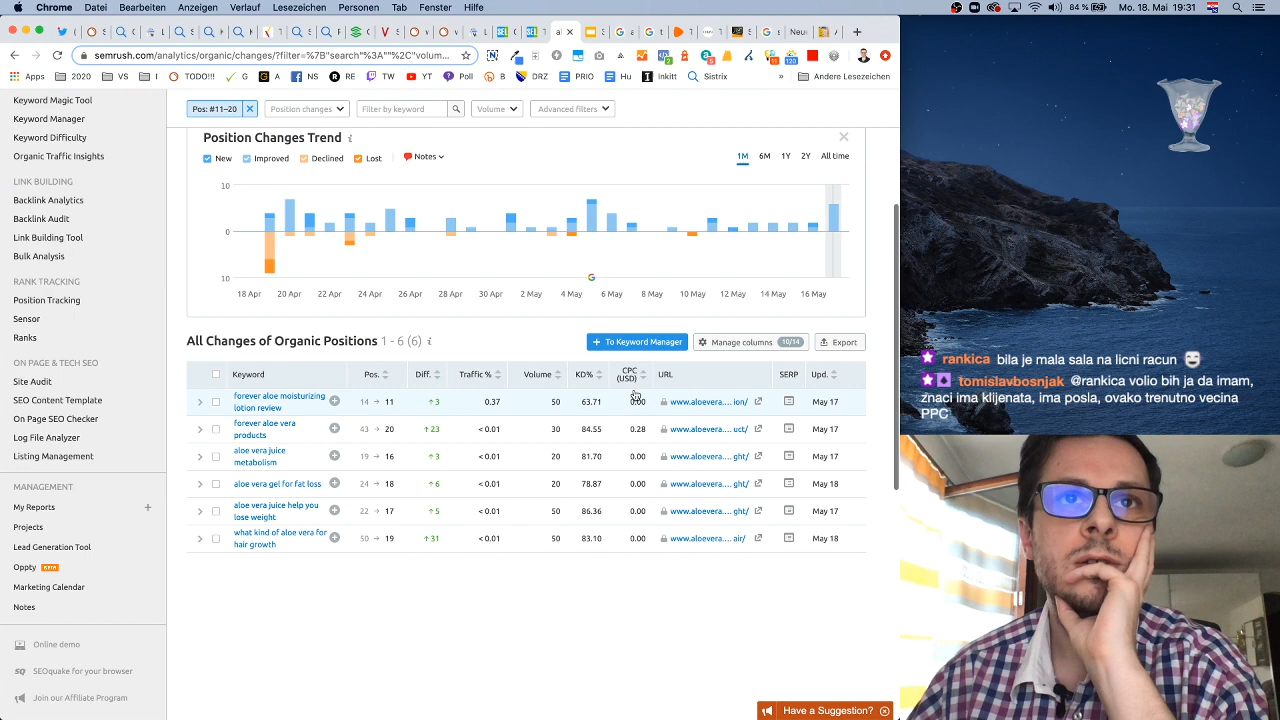 Chrome Datei Bearbeiten Anzeigen Verlauf Lesezeichen Personen Tab Fenster Hilfe
84 % Mo. 18. Mai 19:31
semrush.com/analytics/organic/changes/?filter=%7B"search"%3A""%2C"volum...
Apps 2020 VS I TODO!!! G A NS RE TW YT Poll B DRZ PRIO Hu Inkitt Sistrix » Andere Lesezeichen
Keyword Magic Tool
Keyword Manager
Keyword Difficulty
Organic Traffic Insights
LINK BUILDING
Backlink Analytics
Backlink Audit
Link Building Tool
Bulk Analysis
RANK TRACKING
Position Tracking
Sensor
Ranks
ON PAGE & TECH SEO
Site Audit
SEO Content Template
On Page SEO Checker
Log File Analyzer
Listing Management
MANAGEMENT
My Reports
Projects
Lead Generation Tool
Oppty BETA
Marketing Calendar
Notes
Online demo
SEOquake for your browser
Join our Affiliate Program
Pos: #11–20 Position changes Filter by keyword Volume Advanced filters
Position Changes Trend
New Improved Declined Lost Notes 1M 6M 1Y 2Y All time
10
0
10
18 Apr 20 Apr 22 Apr 24 Apr 26 Apr 28 Apr 30 Apr 2 May 4 May 6 May 8 May 10 May 12 May 14 May 16 May
All Changes of Organic Positions 1 - 6 (6)
+ To Keyword Manager Manage columns 10/14 Export
Keyword Pos. Diff. Traffic % Volume KD% CPC (USD) URL SERP Upd.
forever aloe moisturizing lotion review 14 → 11 ↑ 3 0.37 50 63.71 0.00 www.aloevera.... ion/ May 17
forever aloe vera products 43 → 20 ↑ 23 < 0.01 30 84.55 0.28 www.aloevera.... uct/ May 17
aloe vera juice metabolism 19 → 16 ↑ 3 < 0.01 20 81.70 0.00 www.aloevera.... ght/ May 17
aloe vera gel for fat loss 24 → 18 ↑ 6 < 0.01 20 78.87 0.00 www.aloevera.... ght/ May 18
aloe vera juice help you lose weight 22 → 17 ↑ 5 < 0.01 50 86.36 0.00 www.aloevera.... ght/ May 17
what kind of aloe vera for hair growth 50 → 19 ↑ 31 < 0.01 50 83.10 0.00 www.aloevera.... air/ May 18
Have a Suggestion?
rankica bila je mala sala na licni racun
tomislavbosnjak @rankica volio bih ja da imam,
znaci ima klijenata, ima posla, ovako trenutno vecina
PPC